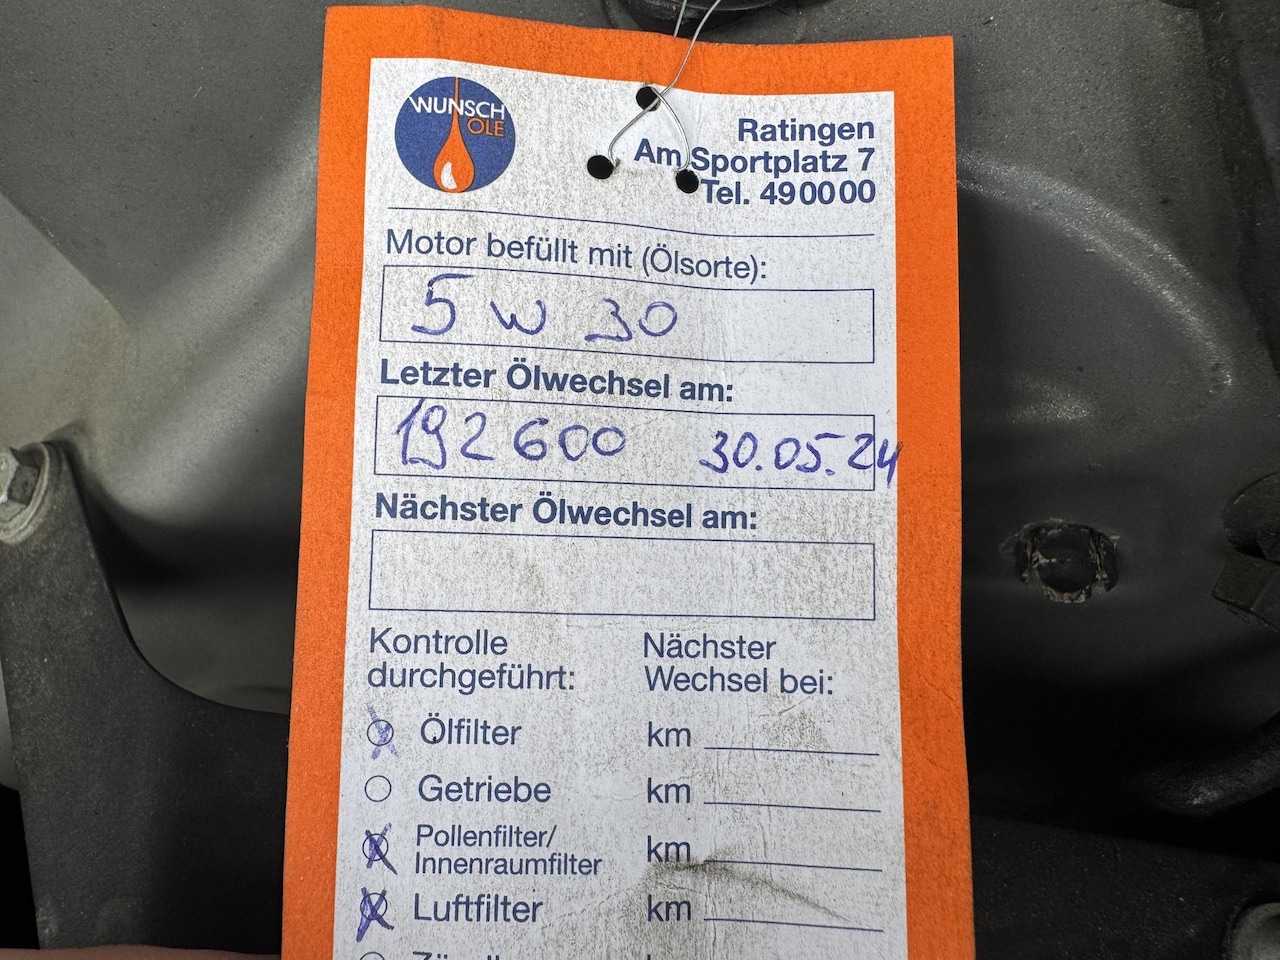 WUNSCH
ÖLE
Ratingen
Am Sportplatz 7
Tel. 490000
Motor befüllt mit (Ölsorte):
5 W 30
Letzter Ölwechsel am:
192600 30.05.24
Nächster Ölwechsel am:
Kontrolle durchgeführt:
Nächster Wechsel bei:
Ölfilter km
Getriebe km
Pollenfilter/
Innenraumfilter km
Luftfilter km